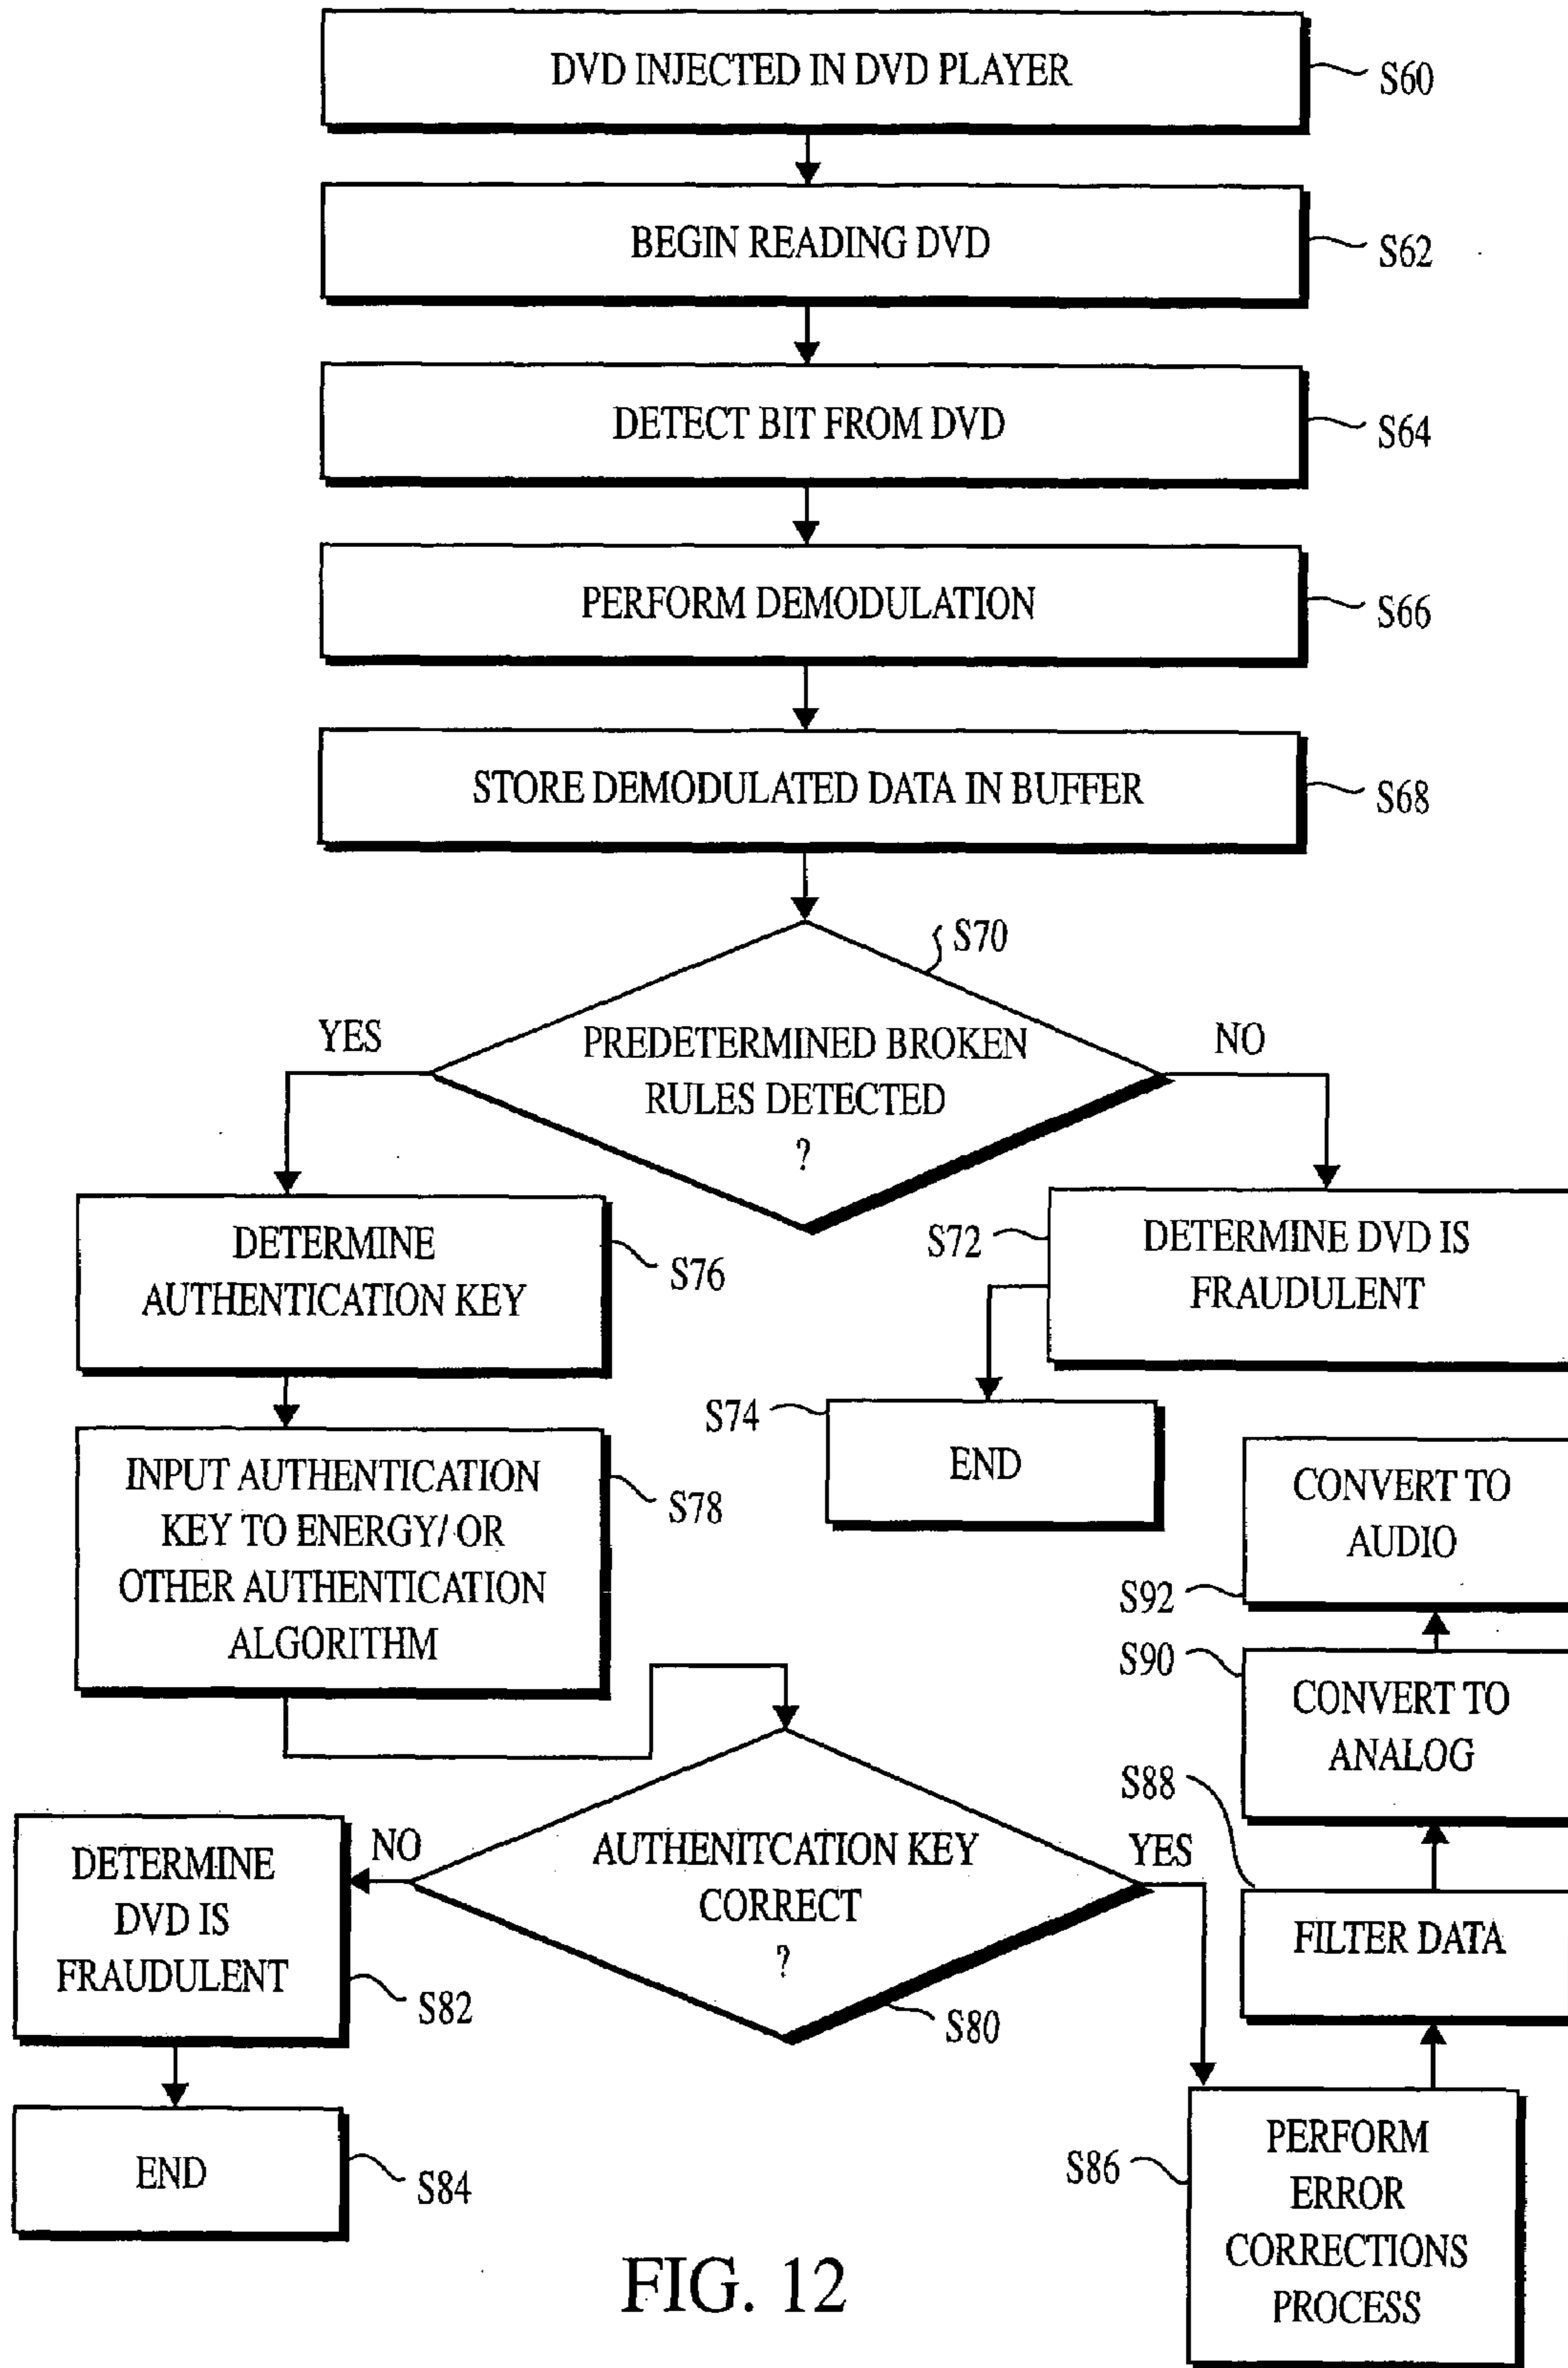 DVD INJECTED IN DVD PLAYER
S60
BEGIN READING DVD
S62
DETECT BIT FROM DVD
S64
PERFORM DEMODULATION
S66
STORE DEMODULATED DATA IN BUFFER
S68
S70
YES
PREDETERMINED BROKEN
RULES DETECTED
?
NO
DETERMINE
AUTHENTICATION KEY
S76
S72
DETERMINE DVD IS
FRAUDULENT
S74
END
INPUT AUTHENTICATION
KEY TO ENERGY/ OR
OTHER AUTHENTICATION
ALGORITHM
S78
CONVERT TO
AUDIO
S92
S90
CONVERT TO
ANALOG
S88
FILTER DATA
AUTHENITCATION KEY
CORRECT
?
S80
NO
YES
DETERMINE
DVD IS
FRAUDULENT
S82
END
S84
S86
PERFORM
ERROR
CORRECTIONS
PROCESS
FIG. 12